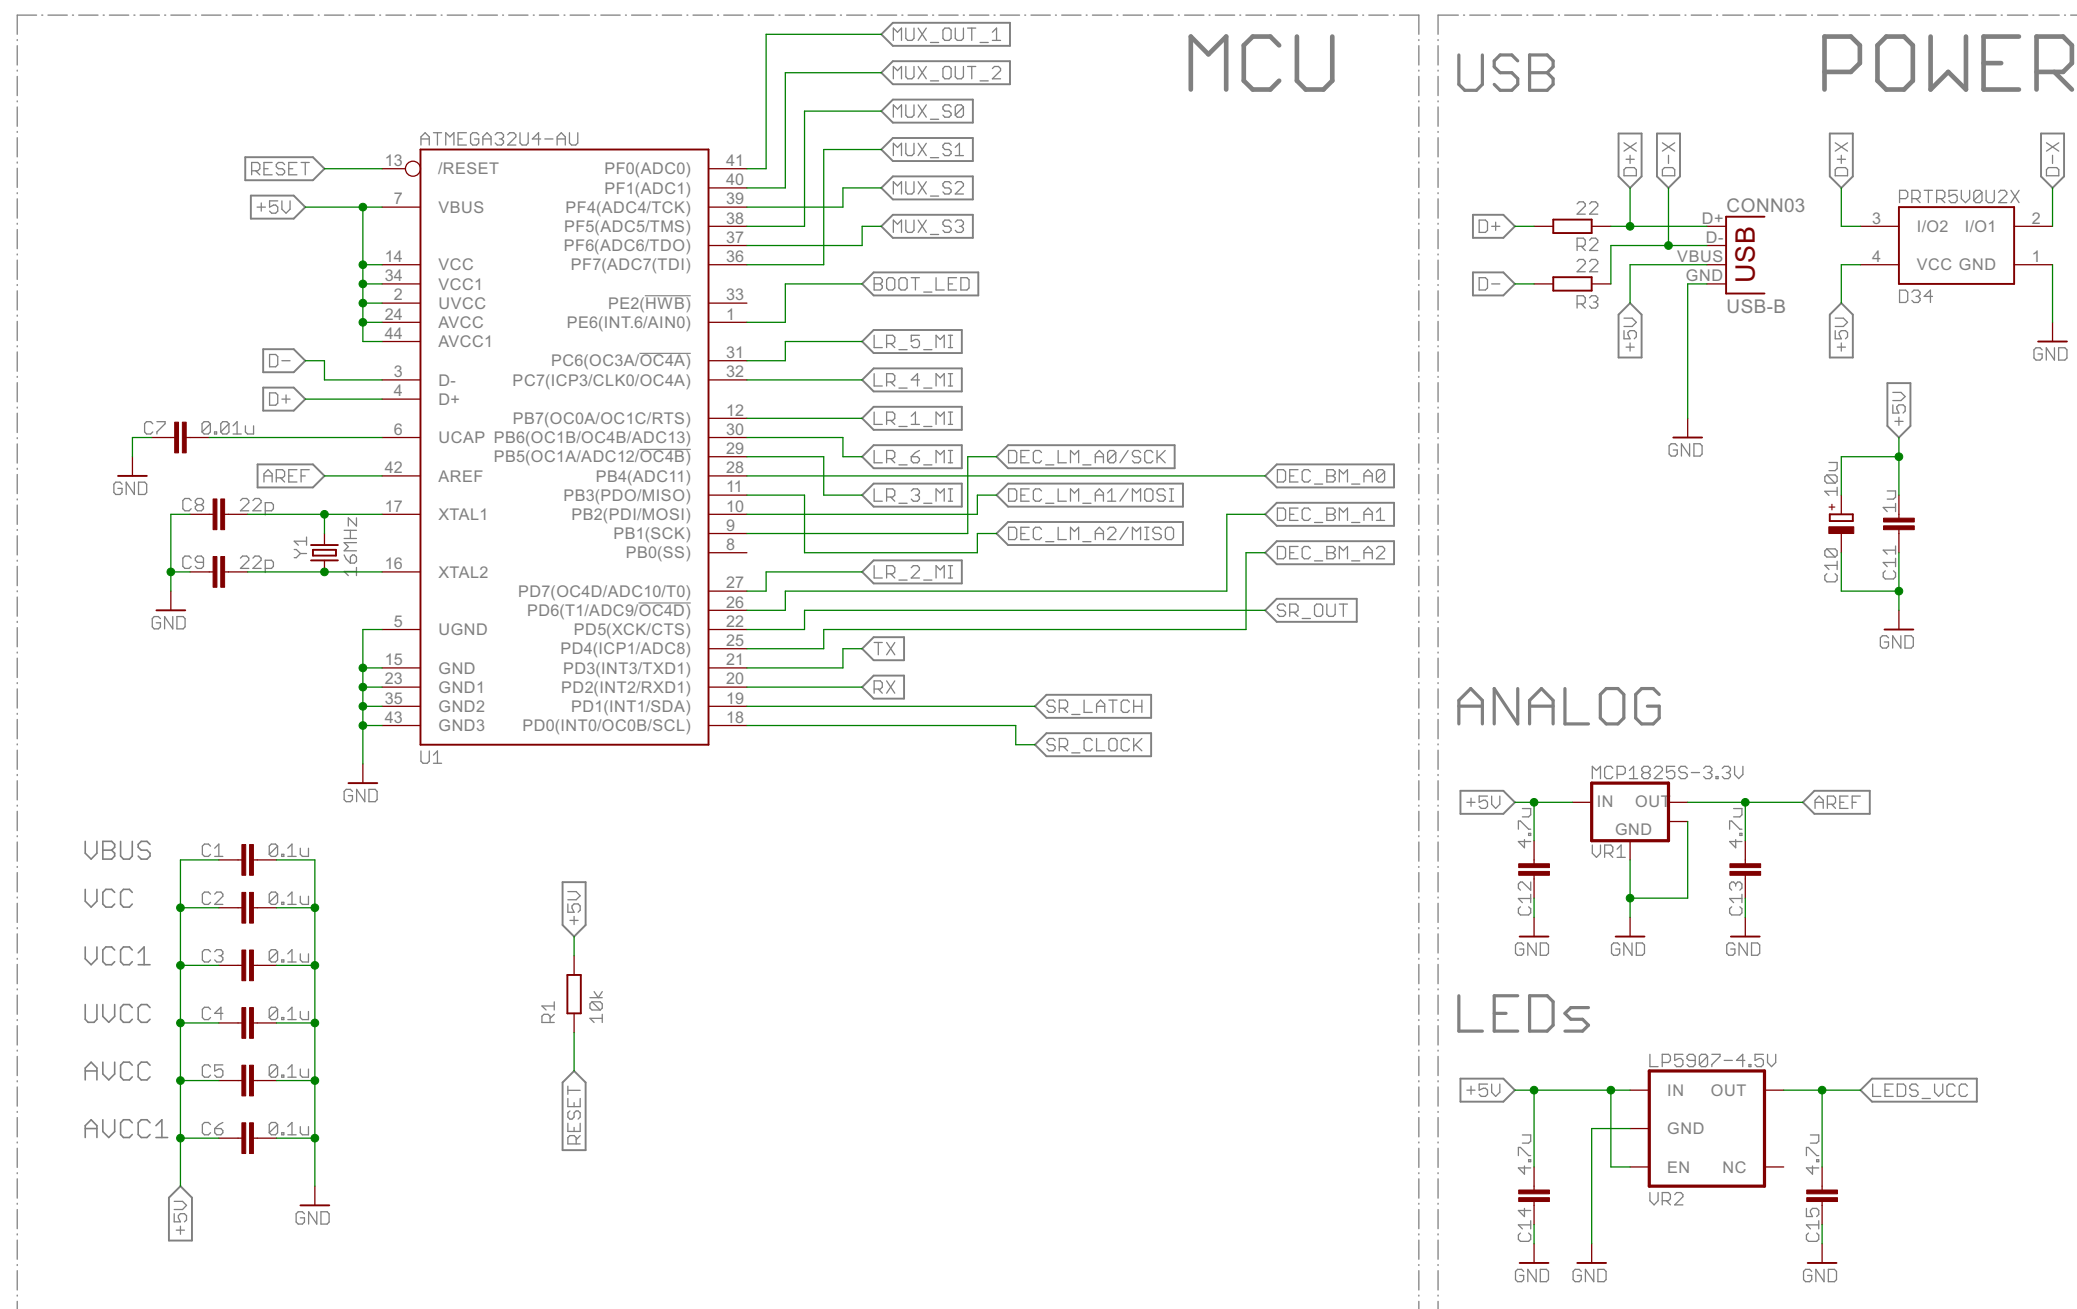 MCU
ATMEGA32U4-AU
RESET
+5V
D-
D+
C7 0.01u
GND
AREF
C8 22p
C9 22p
Y1
16MHz
GND
GND
13 /RESET
7 VBUS
14 VCC
34 VCC1
2 UVCC
24 AVCC
44 AVCC1
3 D-
4 D+
6 UCAP
42 AREF
17 XTAL1
16 XTAL2
5 UGND
15 GND
23 GND1
35 GND2
43 GND3
U1
PF0(ADC0) 41
PF1(ADC1) 40
PF4(ADC4/TCK) 39
PF5(ADC5/TMS) 38
PF6(ADC6/TDO) 37
PF7(ADC7(TDI) 36
PE2(HWB) 33
PE6(INT.6/AIN0) 1
PC6(OC3A/OC4A) 31
PC7(ICP3/CLK0/OC4A) 32
PB7(OC0A/OC1C/RTS) 12
PB6(OC1B/OC4B/ADC13) 30
PB5(OC1A/ADC12/OC4B) 29
PB4(ADC11) 28
PB3(PDO/MISO) 11
PB2(PDI/MOSI) 10
PB1(SCK) 9
PB0(SS) 8
PD7(OC4D/ADC10/T0) 27
PD6(T1/ADC9/OC4D) 26
PD5(XCK/CTS) 22
PD4(ICP1/ADC8) 25
PD3(INT3/TXD1) 21
PD2(INT2/RXD1) 20
PD1(INT1/SDA) 19
PD0(INT0/OC0B/SCL) 18
MUX_OUT_1
MUX_OUT_2
MUX_S0
MUX_S1
MUX_S2
MUX_S3
BOOT_LED
LR_5_MI
LR_4_MI
LR_1_MI
LR_6_MI
DEC_LM_A0/SCK
DEC_BM_A0
LR_3_MI
DEC_LM_A1/MOSI
DEC_BM_A1
DEC_LM_A2/MISO
DEC_BM_A2
LR_2_MI
SR_OUT
TX
RX
SR_LATCH
SR_CLOCK
VBUS C1 0.1u
VCC C2 0.1u
VCC1 C3 0.1u
UVCC C4 0.1u
AVCC C5 0.1u
AVCC1 C6 0.1u
+5V
GND
+5V
R1
10k
RESET
POWER
USB
D+X
D-X
D+
22
R2
D-
22
R3
CONN03
D+
D-
VBUS
GND
USB
USB-B
+5V
GND
D+X
D-X
PRTR5V0U2X
3 I/O2 I/O1 2
4 VCC GND 1
D34
+5V
GND
+5V
+
10u
C10
1u
C11
GND
ANALOG
MCP1825S-3.3V
+5V
IN OUT
GND
VR1
AREF
4.7u
C12
4.7u
C13
GND
GND
GND
LEDs
LP5907-4.5V
+5V
IN OUT
GND
EN NC
VR2
LEDS_VCC
4.7u
C14
4.7u
C15
GND
GND
GND